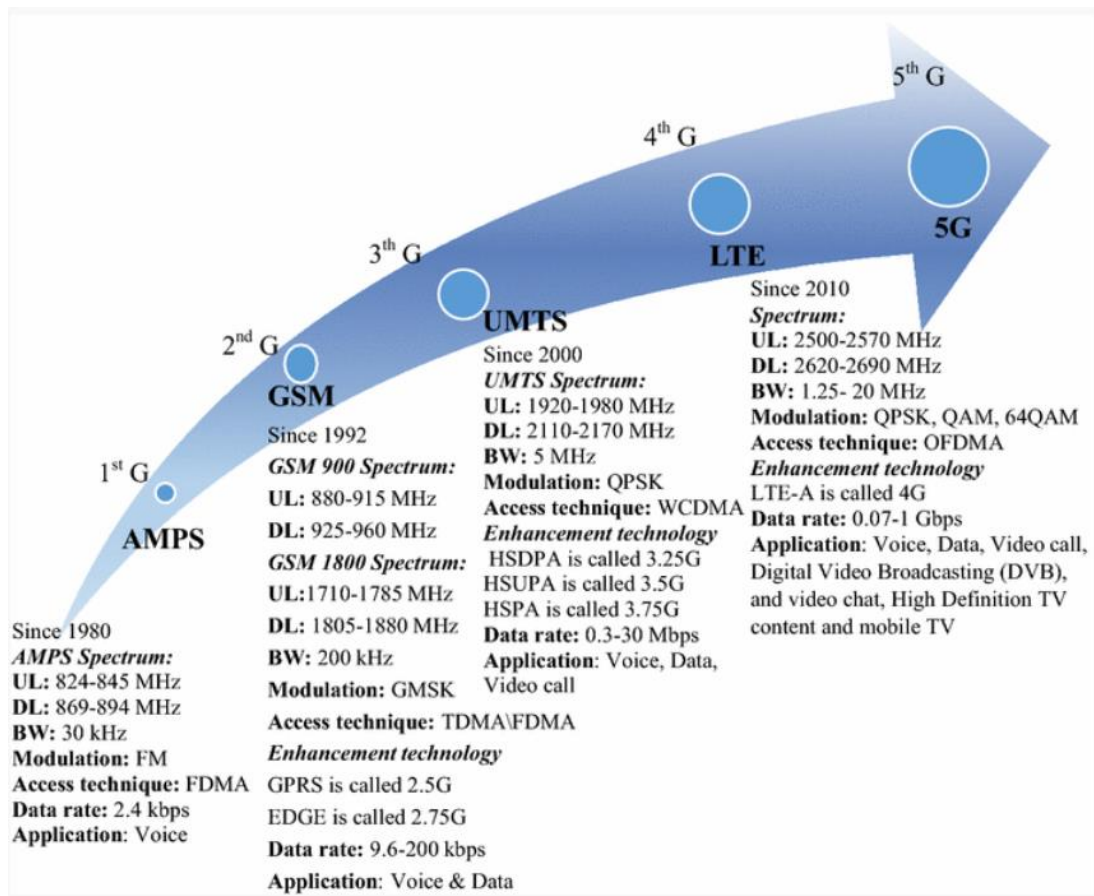 1st G
AMPS
Since 1980
AMPS Spectrum:
UL: 824-845 MHz
DL: 869-894 MHz
BW: 30 kHz
Modulation: FM
Access technique: FDMA
Data rate: 2.4 kbps
Application: Voice
2nd G
GSM
Since 1992
GSM 900 Spectrum:
UL: 880-915 MHz
DL: 925-960 MHz
GSM 1800 Spectrum:
UL:1710-1785 MHz
DL: 1805-1880 MHz
BW: 200 kHz
Modulation: GMSK
Access technique: TDMA\FDMA
Enhancement technology
GPRS is called 2.5G
EDGE is called 2.75G
Data rate: 9.6-200 kbps
Application: Voice & Data
3th G
UMTS
Since 2000
UMTS Spectrum:
UL: 1920-1980 MHz
DL: 2110-2170 MHz
BW: 5 MHz
Modulation: QPSK
Access technique: WCDMA
Enhancement technology
HSDPA is called 3.25G
HSUPA is called 3.5G
HSPA is called 3.75G
Data rate: 0.3-30 Mbps
Application: Voice, Data,
Video call
4th G
LTE
Since 2010
Spectrum:
UL: 2500-2570 MHz
DL: 2620-2690 MHz
BW: 1.25- 20 MHz
Modulation: QPSK, QAM, 64QAM
Access technique: OFDMA
Enhancement technology
LTE-A is called 4G
Data rate: 0.07-1 Gbps
Application: Voice, Data, Video call,
Digital Video Broadcasting (DVB),
and video chat, High Definition TV
content and mobile TV
5th G
5G